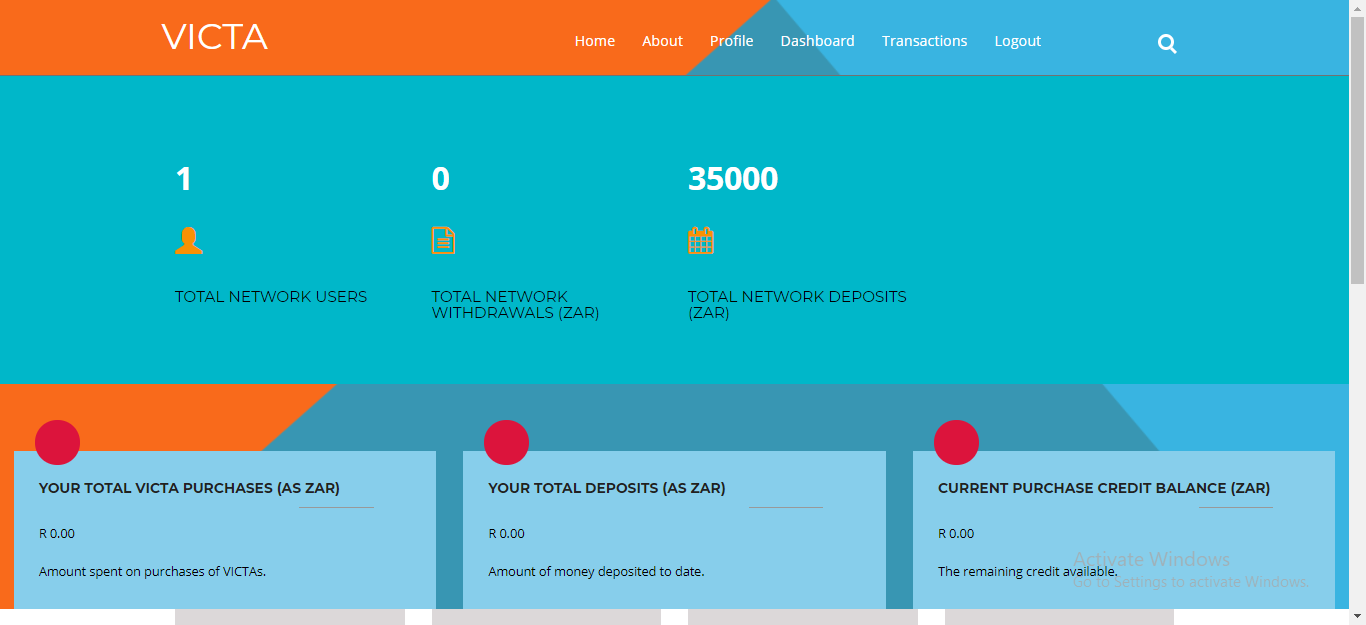 VICTA
Home About Profile Dashboard Transactions Logout
1
0
35000
TOTAL NETWORK USERS
TOTAL NETWORK
WITHDRAWALS (ZAR)
TOTAL NETWORK DEPOSITS
(ZAR)
YOUR TOTAL VICTA PURCHASES (AS ZAR)
R 0.00
Amount spent on purchases of VICTAs.
YOUR TOTAL DEPOSITS (AS ZAR)
R 0.00
Amount of money deposited to date.
CURRENT PURCHASE CREDIT BALANCE (ZAR)
R 0.00
The remaining credit available.
Activate Windows
Go to Settings to activate Windows.